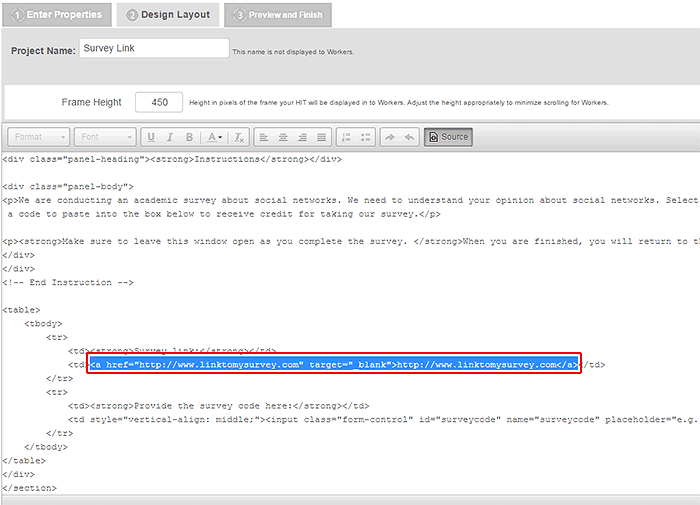 1 Enter Properties 2 Design Layout 3 Preview and Finish
Project Name: Survey Link This name is not displayed to Workers.
Frame Height 450 Height in pixels of the frame your HIT will be displayed in to Workers. Adjust the height appropriately to minimize scrolling for Workers.
Format Font U I B A Tx Source
<div class="panel-heading"><strong>Instructions</strong></div>
<div class="panel-body">
<p>We are conducting an academic survey about social networks. We need to understand your opinion about social networks. Select
a code to paste into the box below to receive credit for taking our survey.</p>
<p><strong>Make sure to leave this window open as you complete the survey. </strong>When you are finished, you will return to
</div>
</div>
<!-- End Instruction -->
<table>
<tbody>
<tr>
<td><strong>Survey link:</strong></td>
<td><a href="http://www.linktomysurvey.com" target="_blank">http://www.linktomysurvey.com</a></td>
</tr>
<tr>
<td><strong>Provide the survey code here:</strong></td>
<td style="vertical-align: middle;"><input class="form-control" id="surveycode" name="surveycode" placeholder="e.g.
</tr>
</tbody>
</table>
</div>
</section>